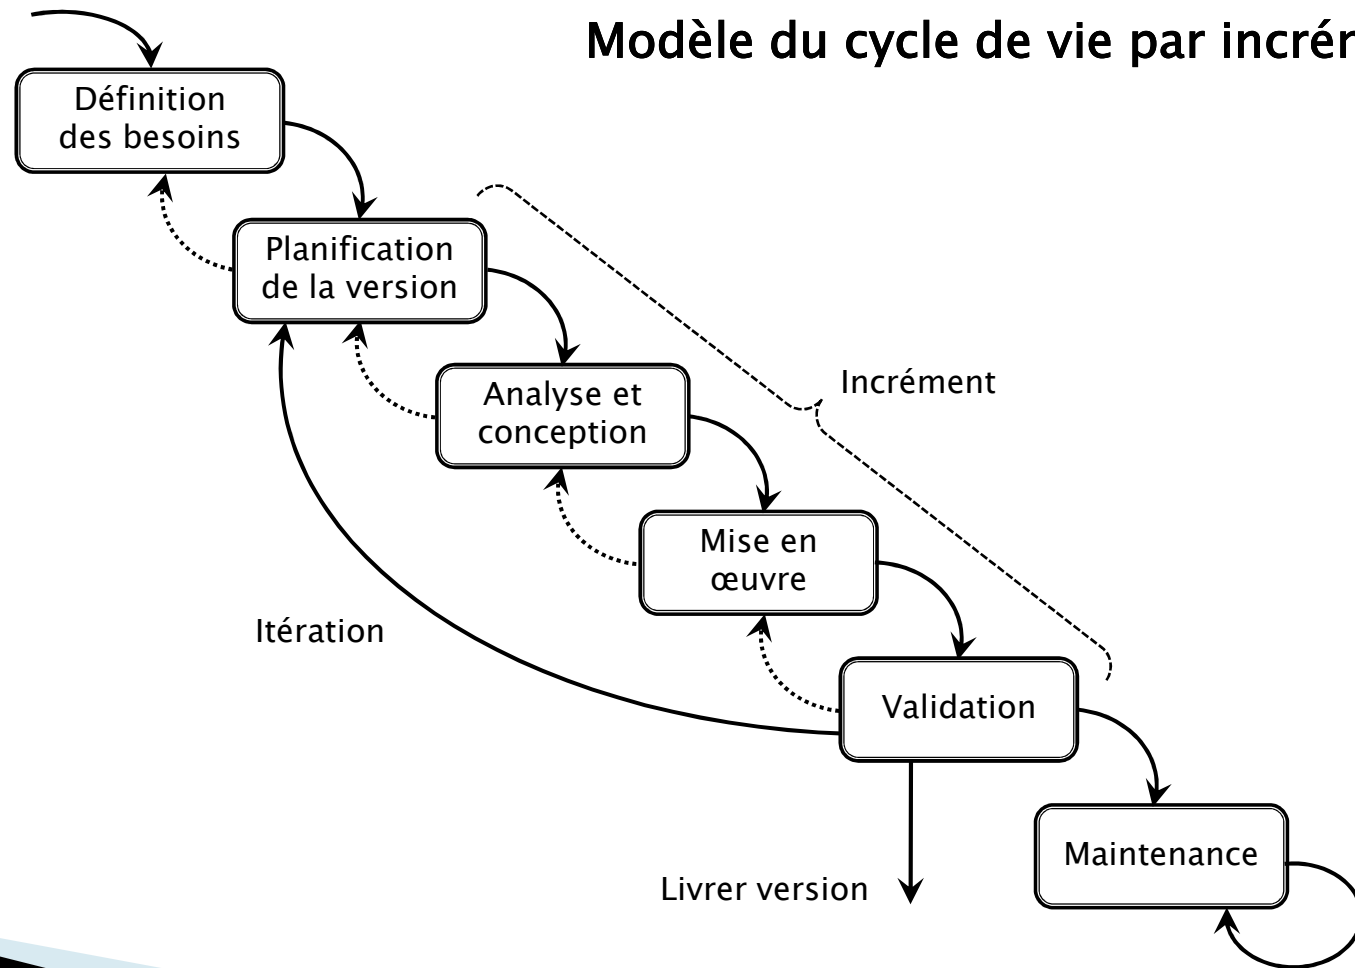 Modèle du cycle de vie par incrér
Définition
des besoins
Planification
de la version
Analyse et
conception
Incrément
Mise en
œuvre
Itération
Validation
Maintenance
Livrer version